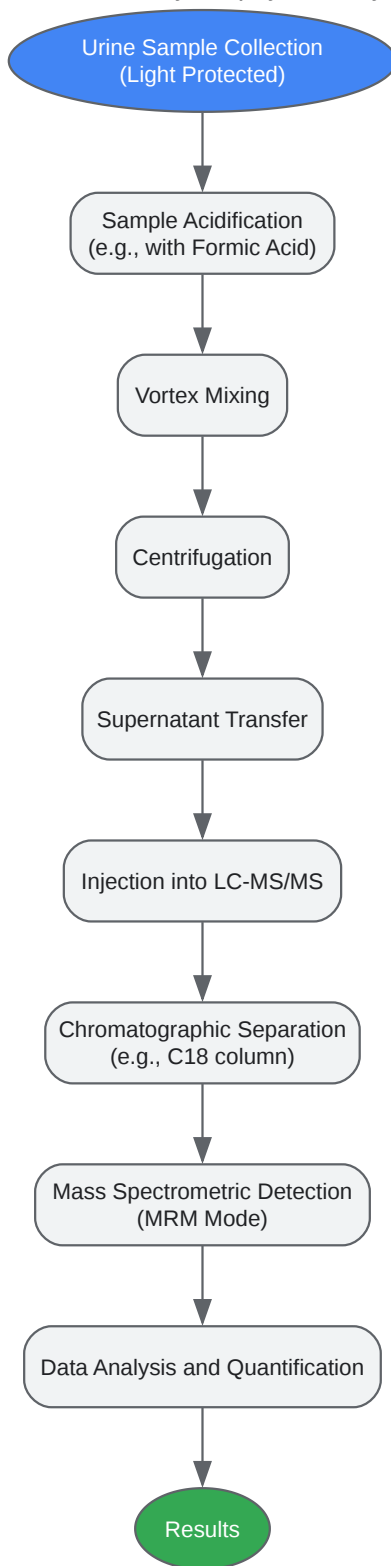 Urine Sample Collection
(Light Protected)
Sample Acidification
(e.g., with Formic Acid)
Vortex Mixing
Centrifugation
Supernatant Transfer
Injection into LC-MS/MS
Chromatographic Separation
(e.g., C18 column)
Mass Spectrometric Detection
(MRM Mode)
Data Analysis and Quantification
Results